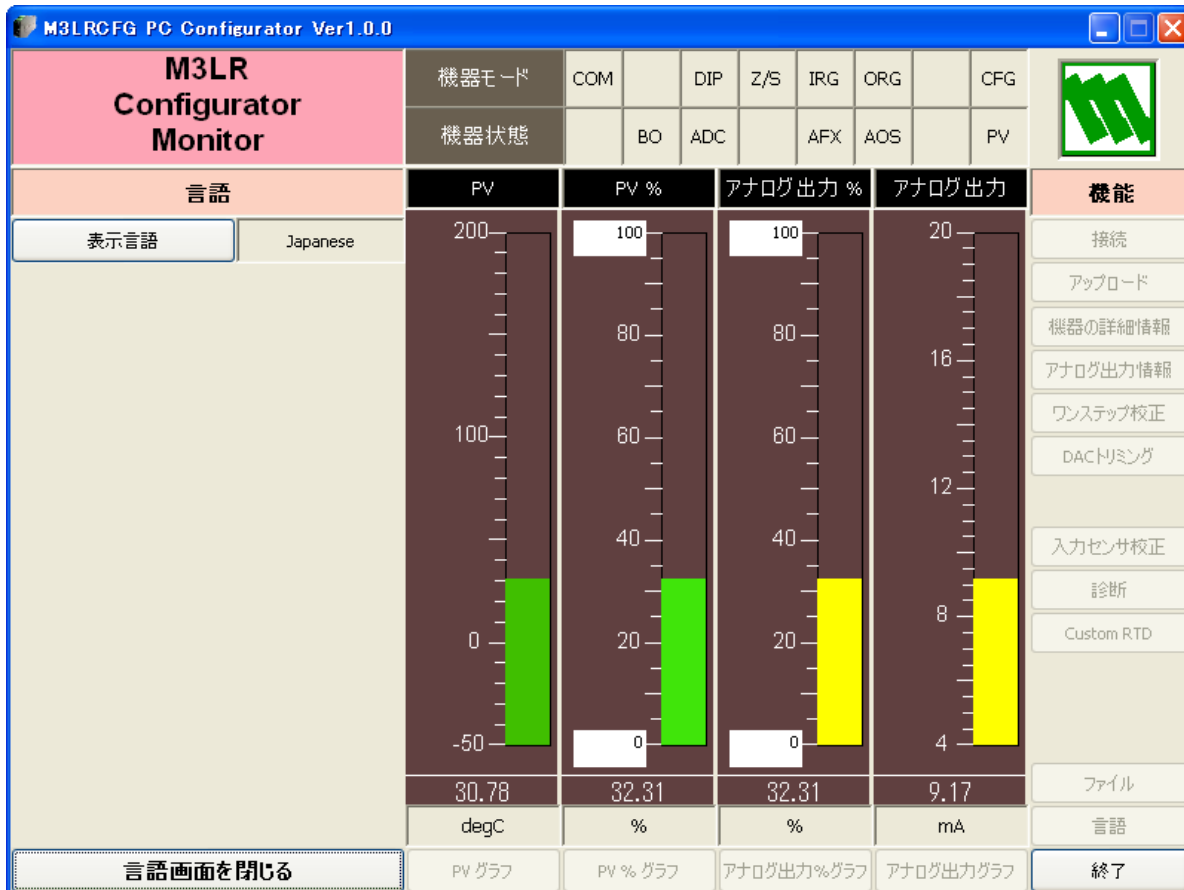 M3LRCFG PC Configurator Ver1.0.0
M3LR
Configurator
Monitor
機器モード
COM
DIP
Z/S
IRG
ORG
CFG
機器状態
BO
ADC
AFX
AOS
PV
言語
PV
PV %
アナログ出力 %
アナログ出力
機能
表示言語
Japanese
200
100
0
-50
100
80
60
40
20
0
100
80
60
40
20
0
20
16
12
8
4
30.78
32.31
32.31
9.17
degC
%
%
mA
接続
アップロード
機器の詳細情報
アナログ出力情報
ワンステップ校正
DACトリミング
入力センサ校正
診断
Custom RTD
ファイル
言語
言語画面を閉じる
PV グラフ
PV % グラフ
アナログ出力%グラフ
アナログ出力グラフ
終了